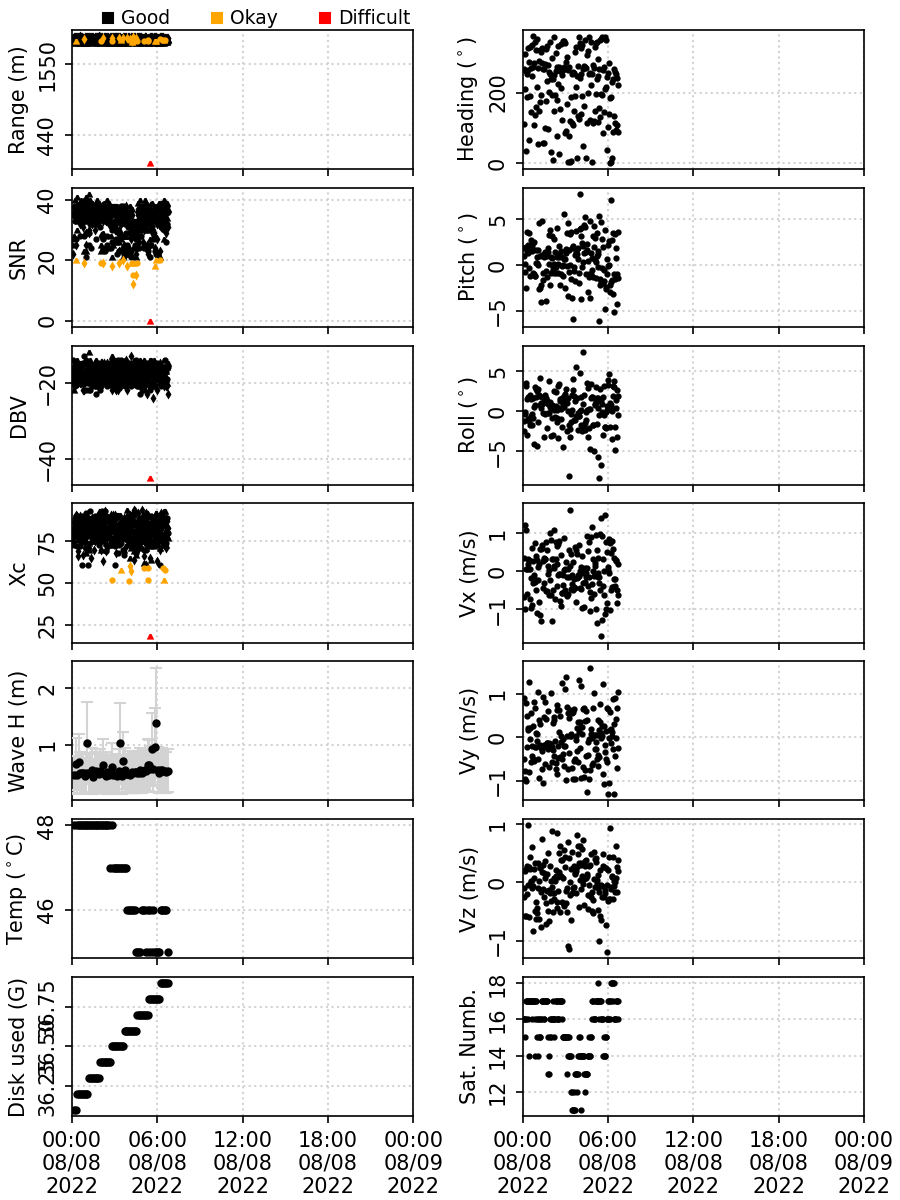 Good Okay Difficult
Range (m)
1550
440
Heading (°)
200
0
SNR
40
20
0
Pitch (°)
5
0
−5
DBV
−20
−40
Roll (°)
5
0
−5
Xc
75
50
25
Vx (m/s)
1
0
−1
Wave H (m)
2
1
Vy (m/s)
1
0
−1
Temp (°C)
48
46
Vz (m/s)
1
0
−1
Disk used (G)
36.75
36.50
36.25
Sat. Numb.
18
16
14
12
00:00 06:00 12:00 18:00 00:00 00:00 06:00 12:00 18:00 00:00
08/08 08/08 08/08 08/08 08/09 08/08 08/08 08/08 08/08 08/09
2022 2022 2022 2022 2022 2022 2022 2022 2022 2022